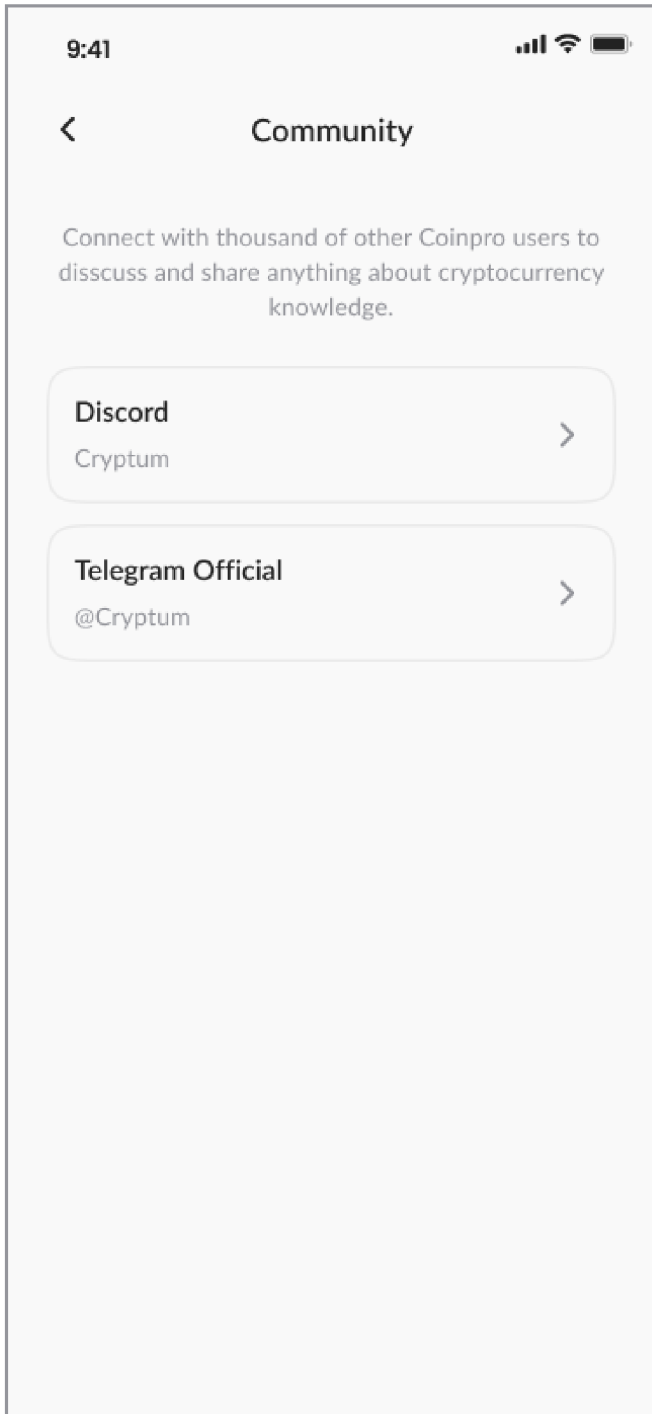 9:41
Community
Connect with thousand of other Coinpro users to
disscuss and share anything about cryptocurrency
knowledge.
Discord
Cryptum
Telegram Official
@Cryptum